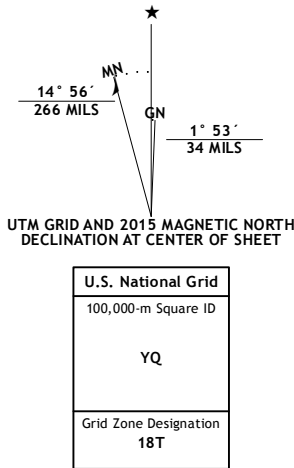 ★
MN
14° 56´
266 MILS
GN
1° 53´
34 MILS
UTM GRID AND 2015 MAGNETIC NORTH
DECLINATION AT CENTER OF SHEET
U.S. National Grid
100,000-m Square ID
YQ
Grid Zone Designation
18T